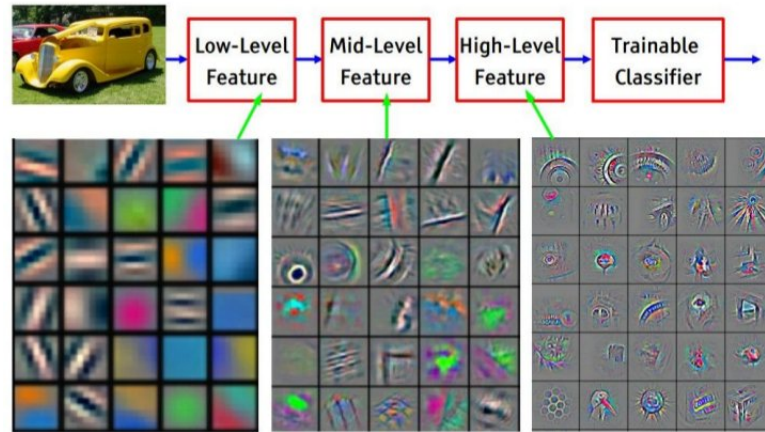 Low-Level
Feature
Mid-Level
Feature
High-Level
Feature
Trainable
Classifier